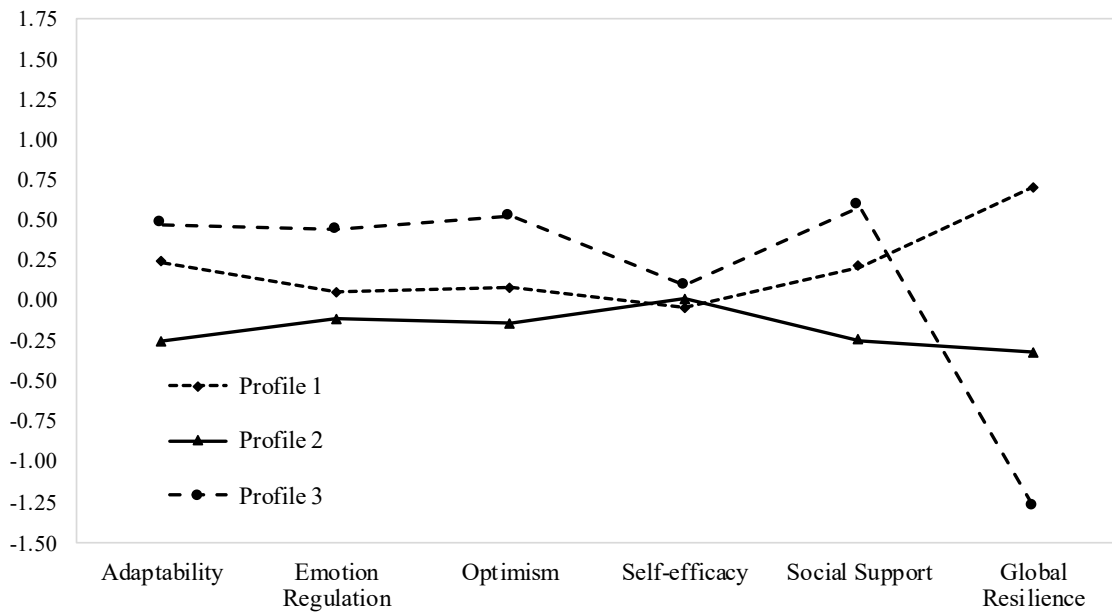 1.75
1.50
1.25
1.00
0.75
0.50
0.25
0.00
-0.25
-0.50
-0.75
-1.00
-1.25
-1.50
Profile 1
Profile 2
Profile 3
Adaptability
Emotion
Regulation
Optimism
Self-efficacy
Social Support
Global
Resilience